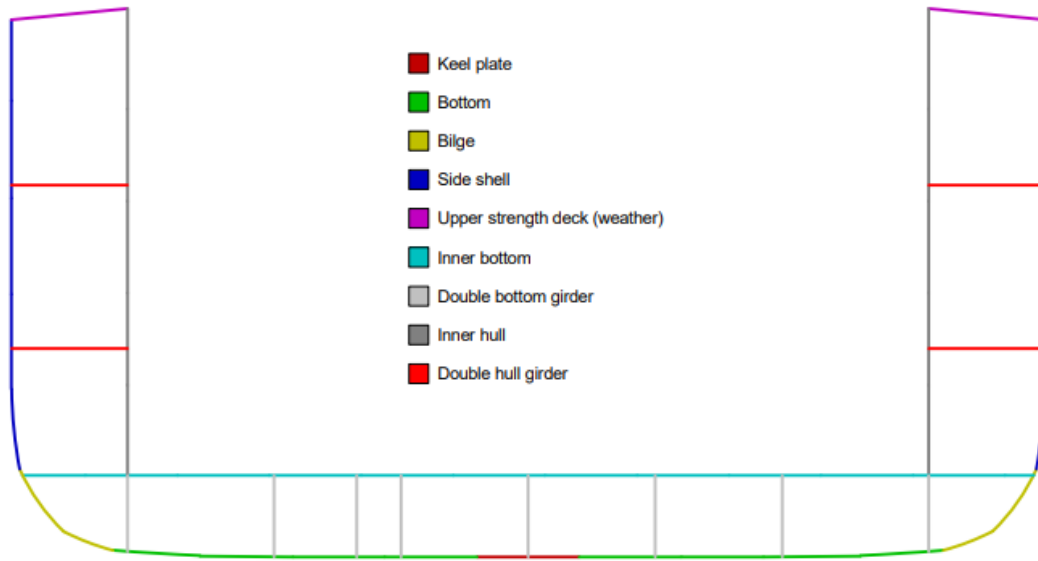 Keel plate
Bottom
Bilge
Side shell
Upper strength deck (weather)
Inner bottom
Double bottom girder
Inner hull
Double hull girder